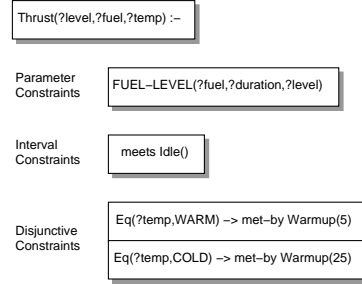 Thrust(?level,?fuel,?temp) :–
Parameter
Constraints
FUEL–LEVEL(?fuel,?duration,?level)
Interval
Constraints
meets Idle()
Disjunctive
Constraints
Eq(?temp,WARM) –> met–by Warmup(5)
Eq(?temp,COLD) –> met–by Warmup(25)